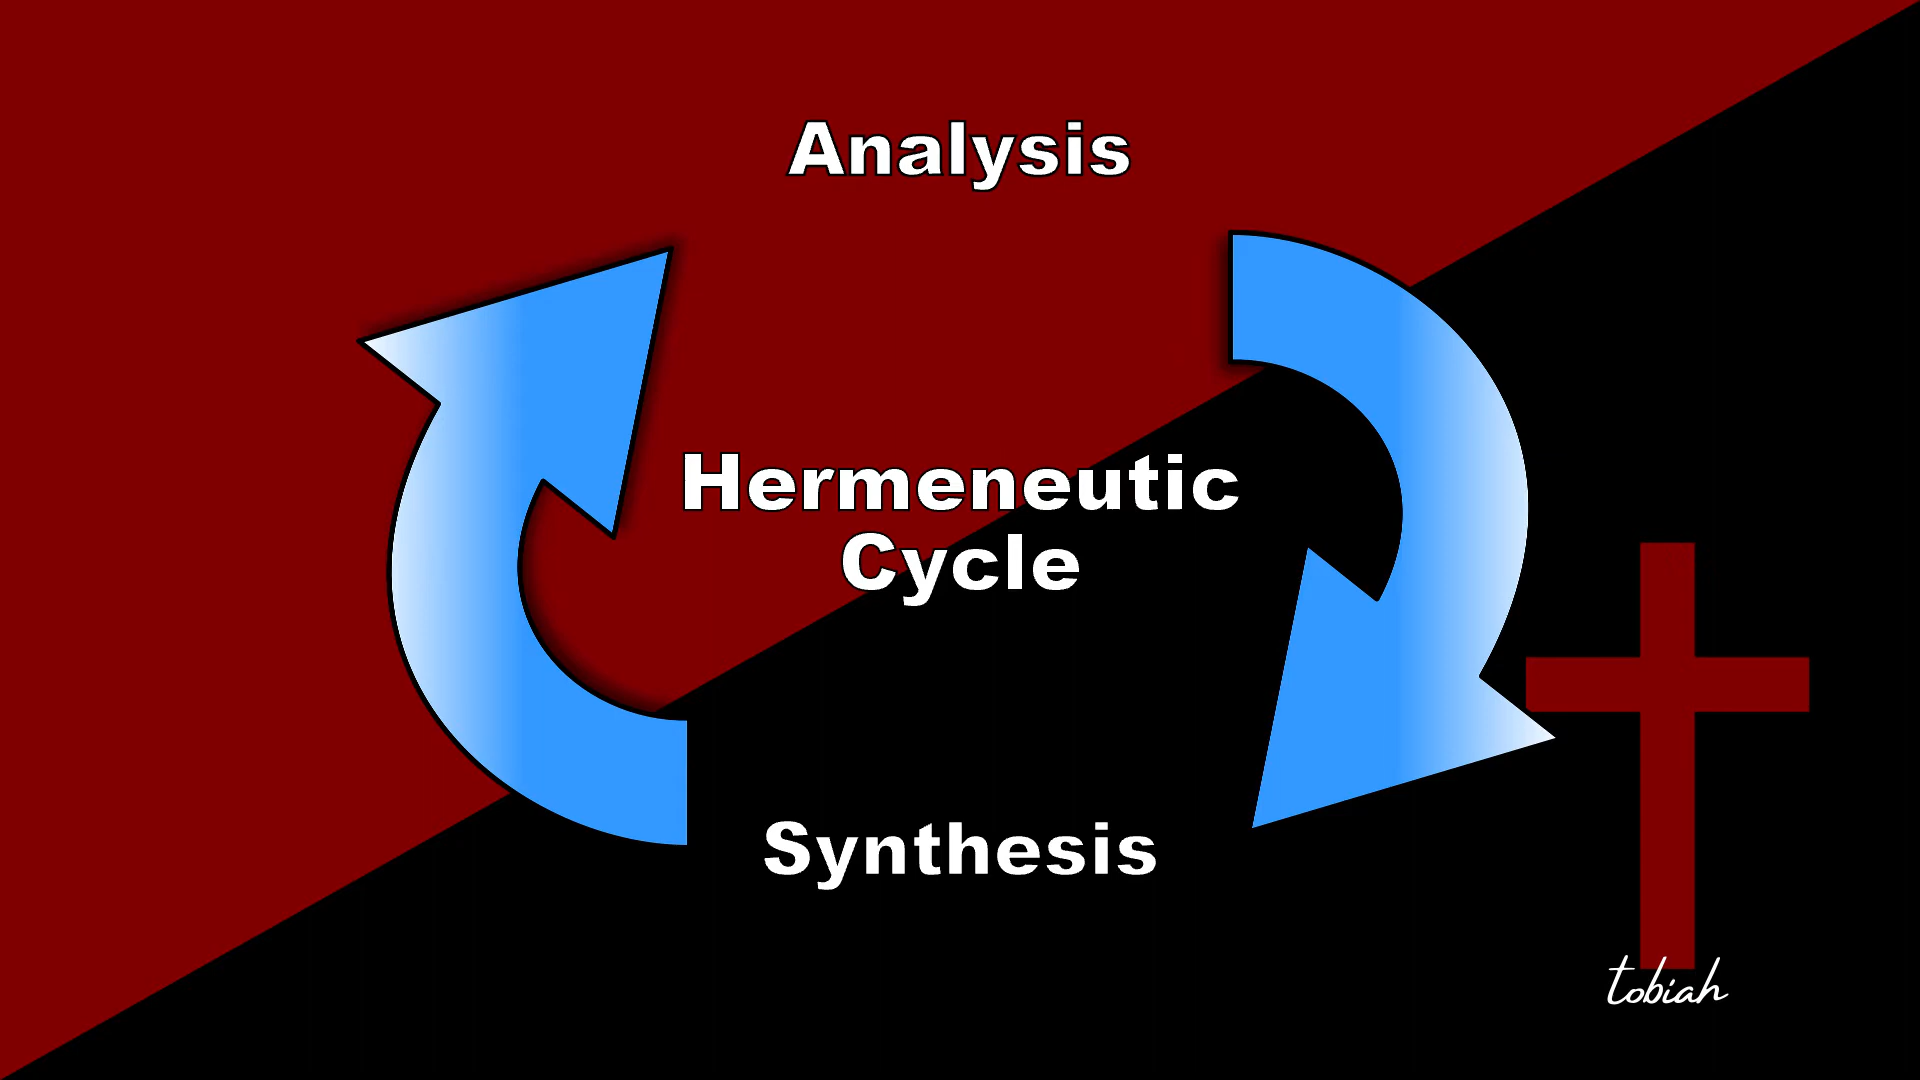 Analysis
Hermeneutic
Cycle
Synthesis
tobiah